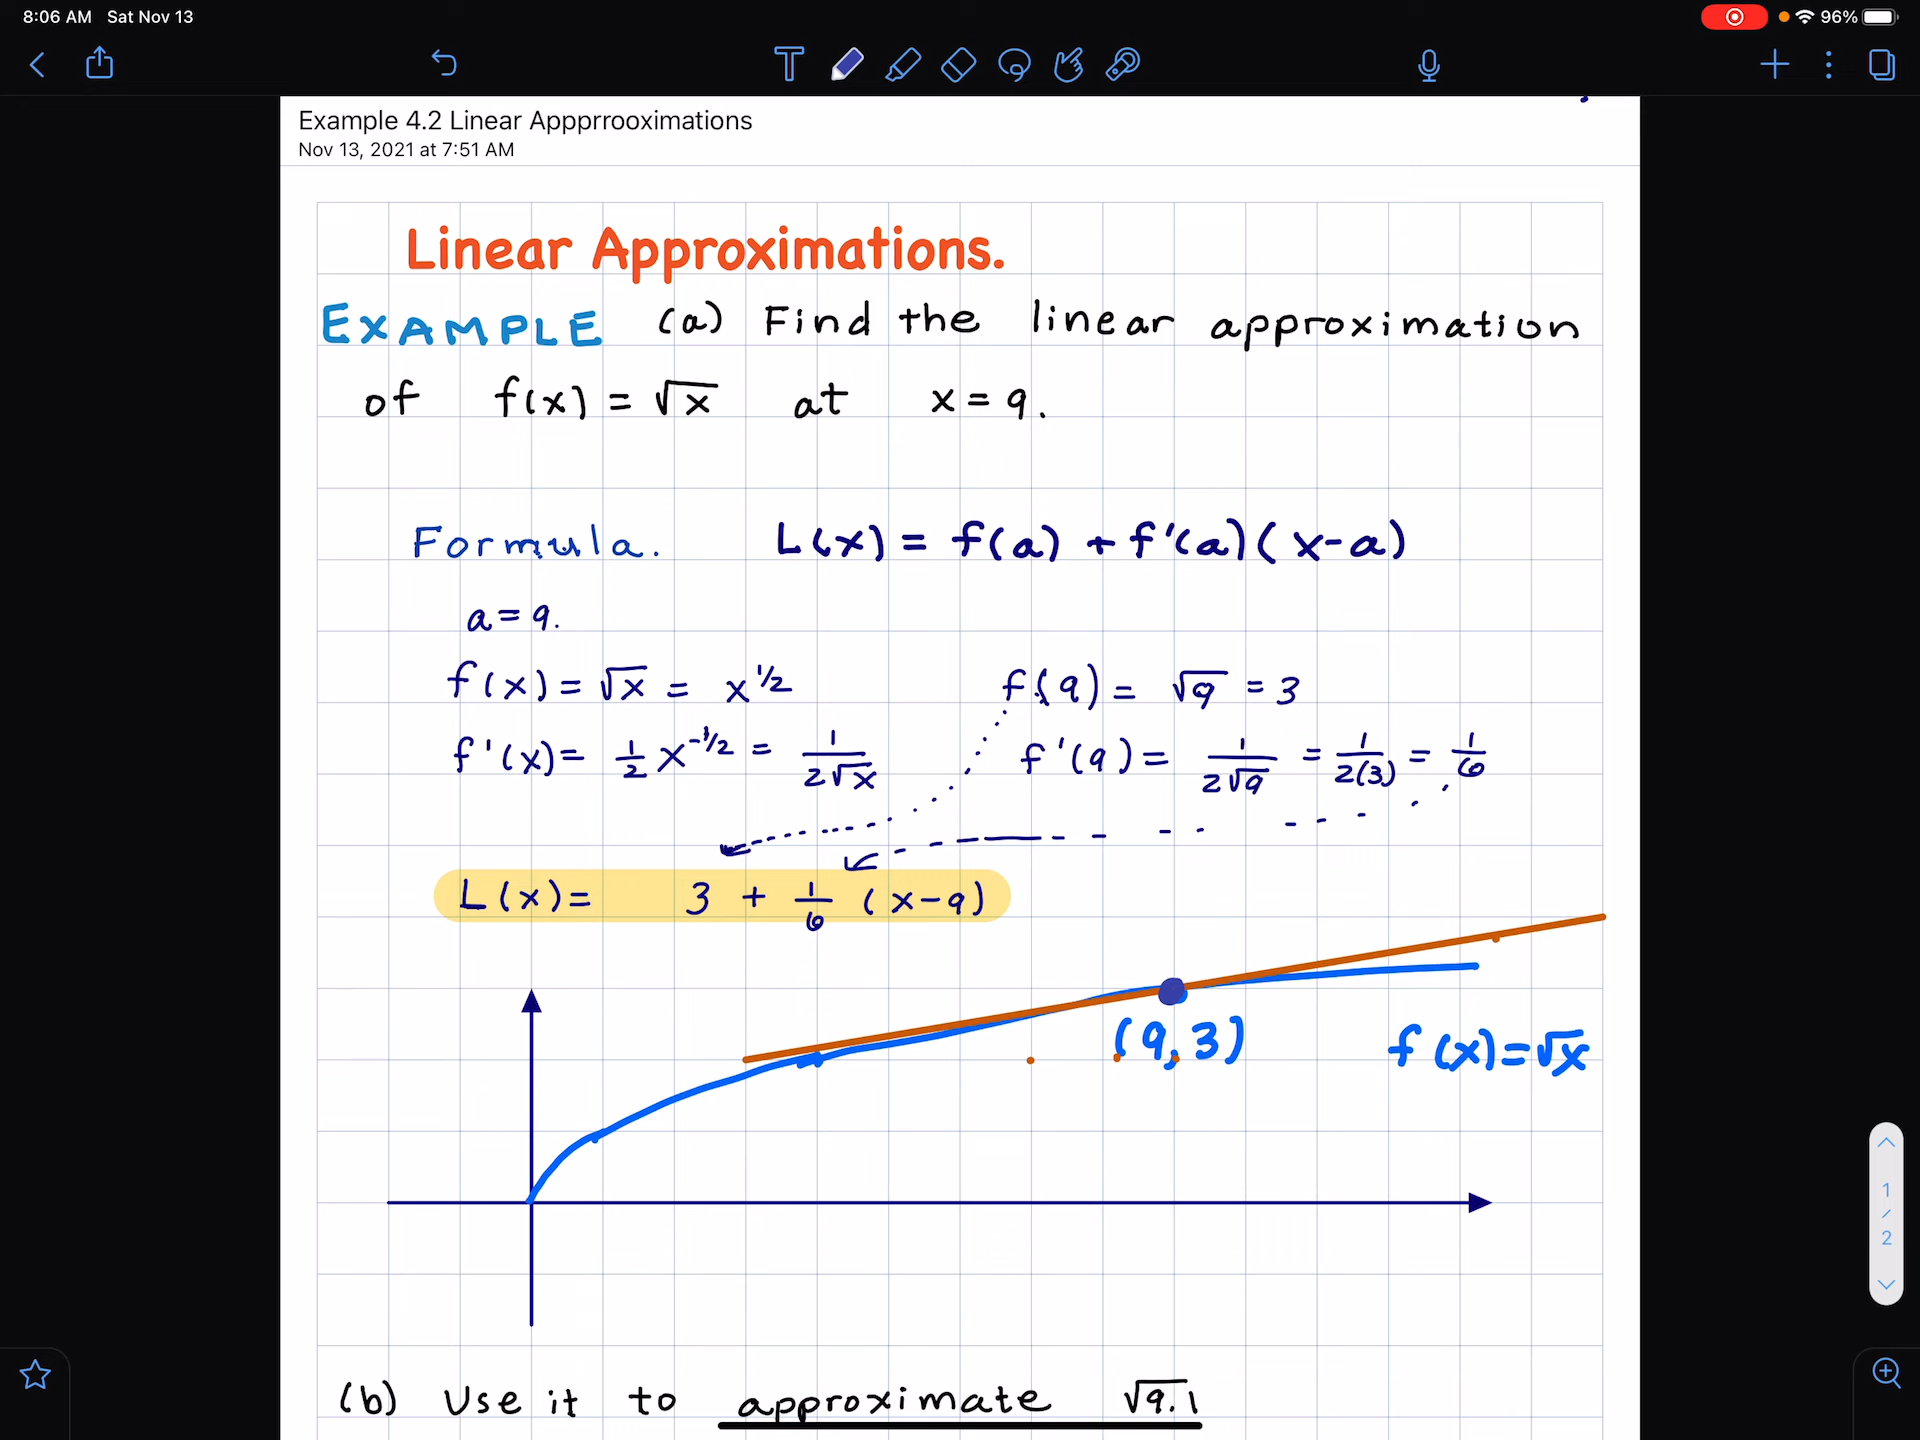 8:06 AM Sat Nov 13 96%
Example 4.2 Linear Appprrooximations
Nov 13, 2021 at 7:51 AM
Linear Approximations.
EXAMPLE (a) Find the linear approximation
of f(x) = √x at x = 9.
Formula. L(x) = f(a) + f'(a)(x-a)
a = 9.
f(x) = √x = x^1/2 f(9) = √9 = 3
f'(x) = 1/2 x^-1/2 = 1/(2√x) f'(9) = 1/(2√9) = 1/(2(3)) = 1/6
L(x) = 3 + 1/6 (x-9)
(9,3) f(x)=√x
1/2
(b) Use it to approximate √9.1